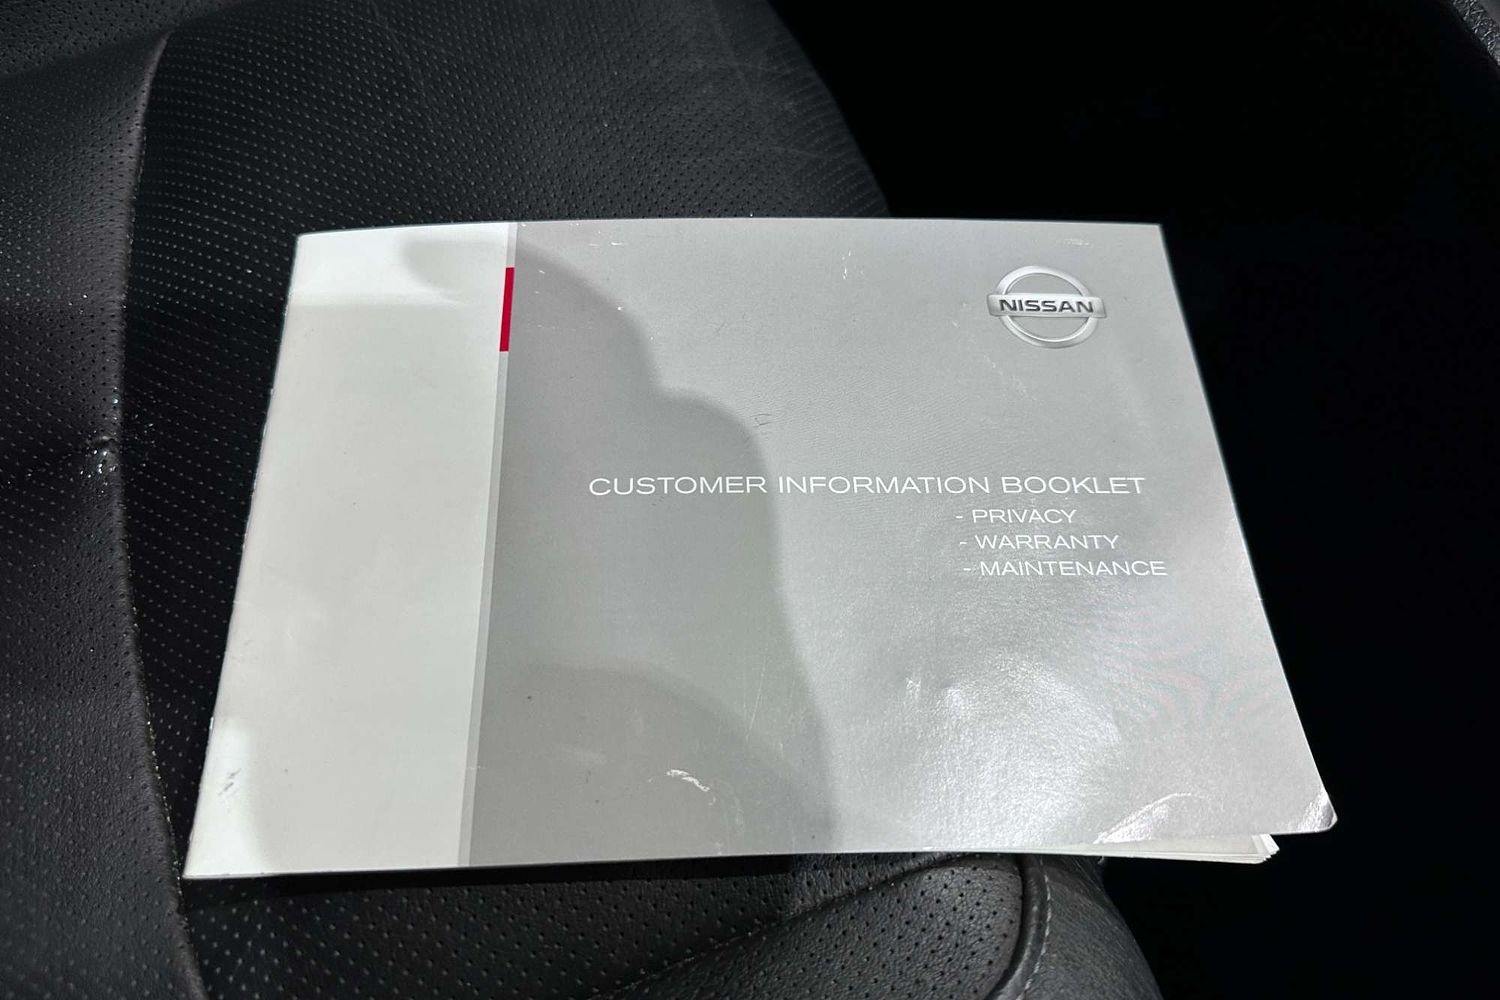 NISSAN
CUSTOMER INFORMATION BOOKLET
- PRIVACY
- WARRANTY
- MAINTENANCE